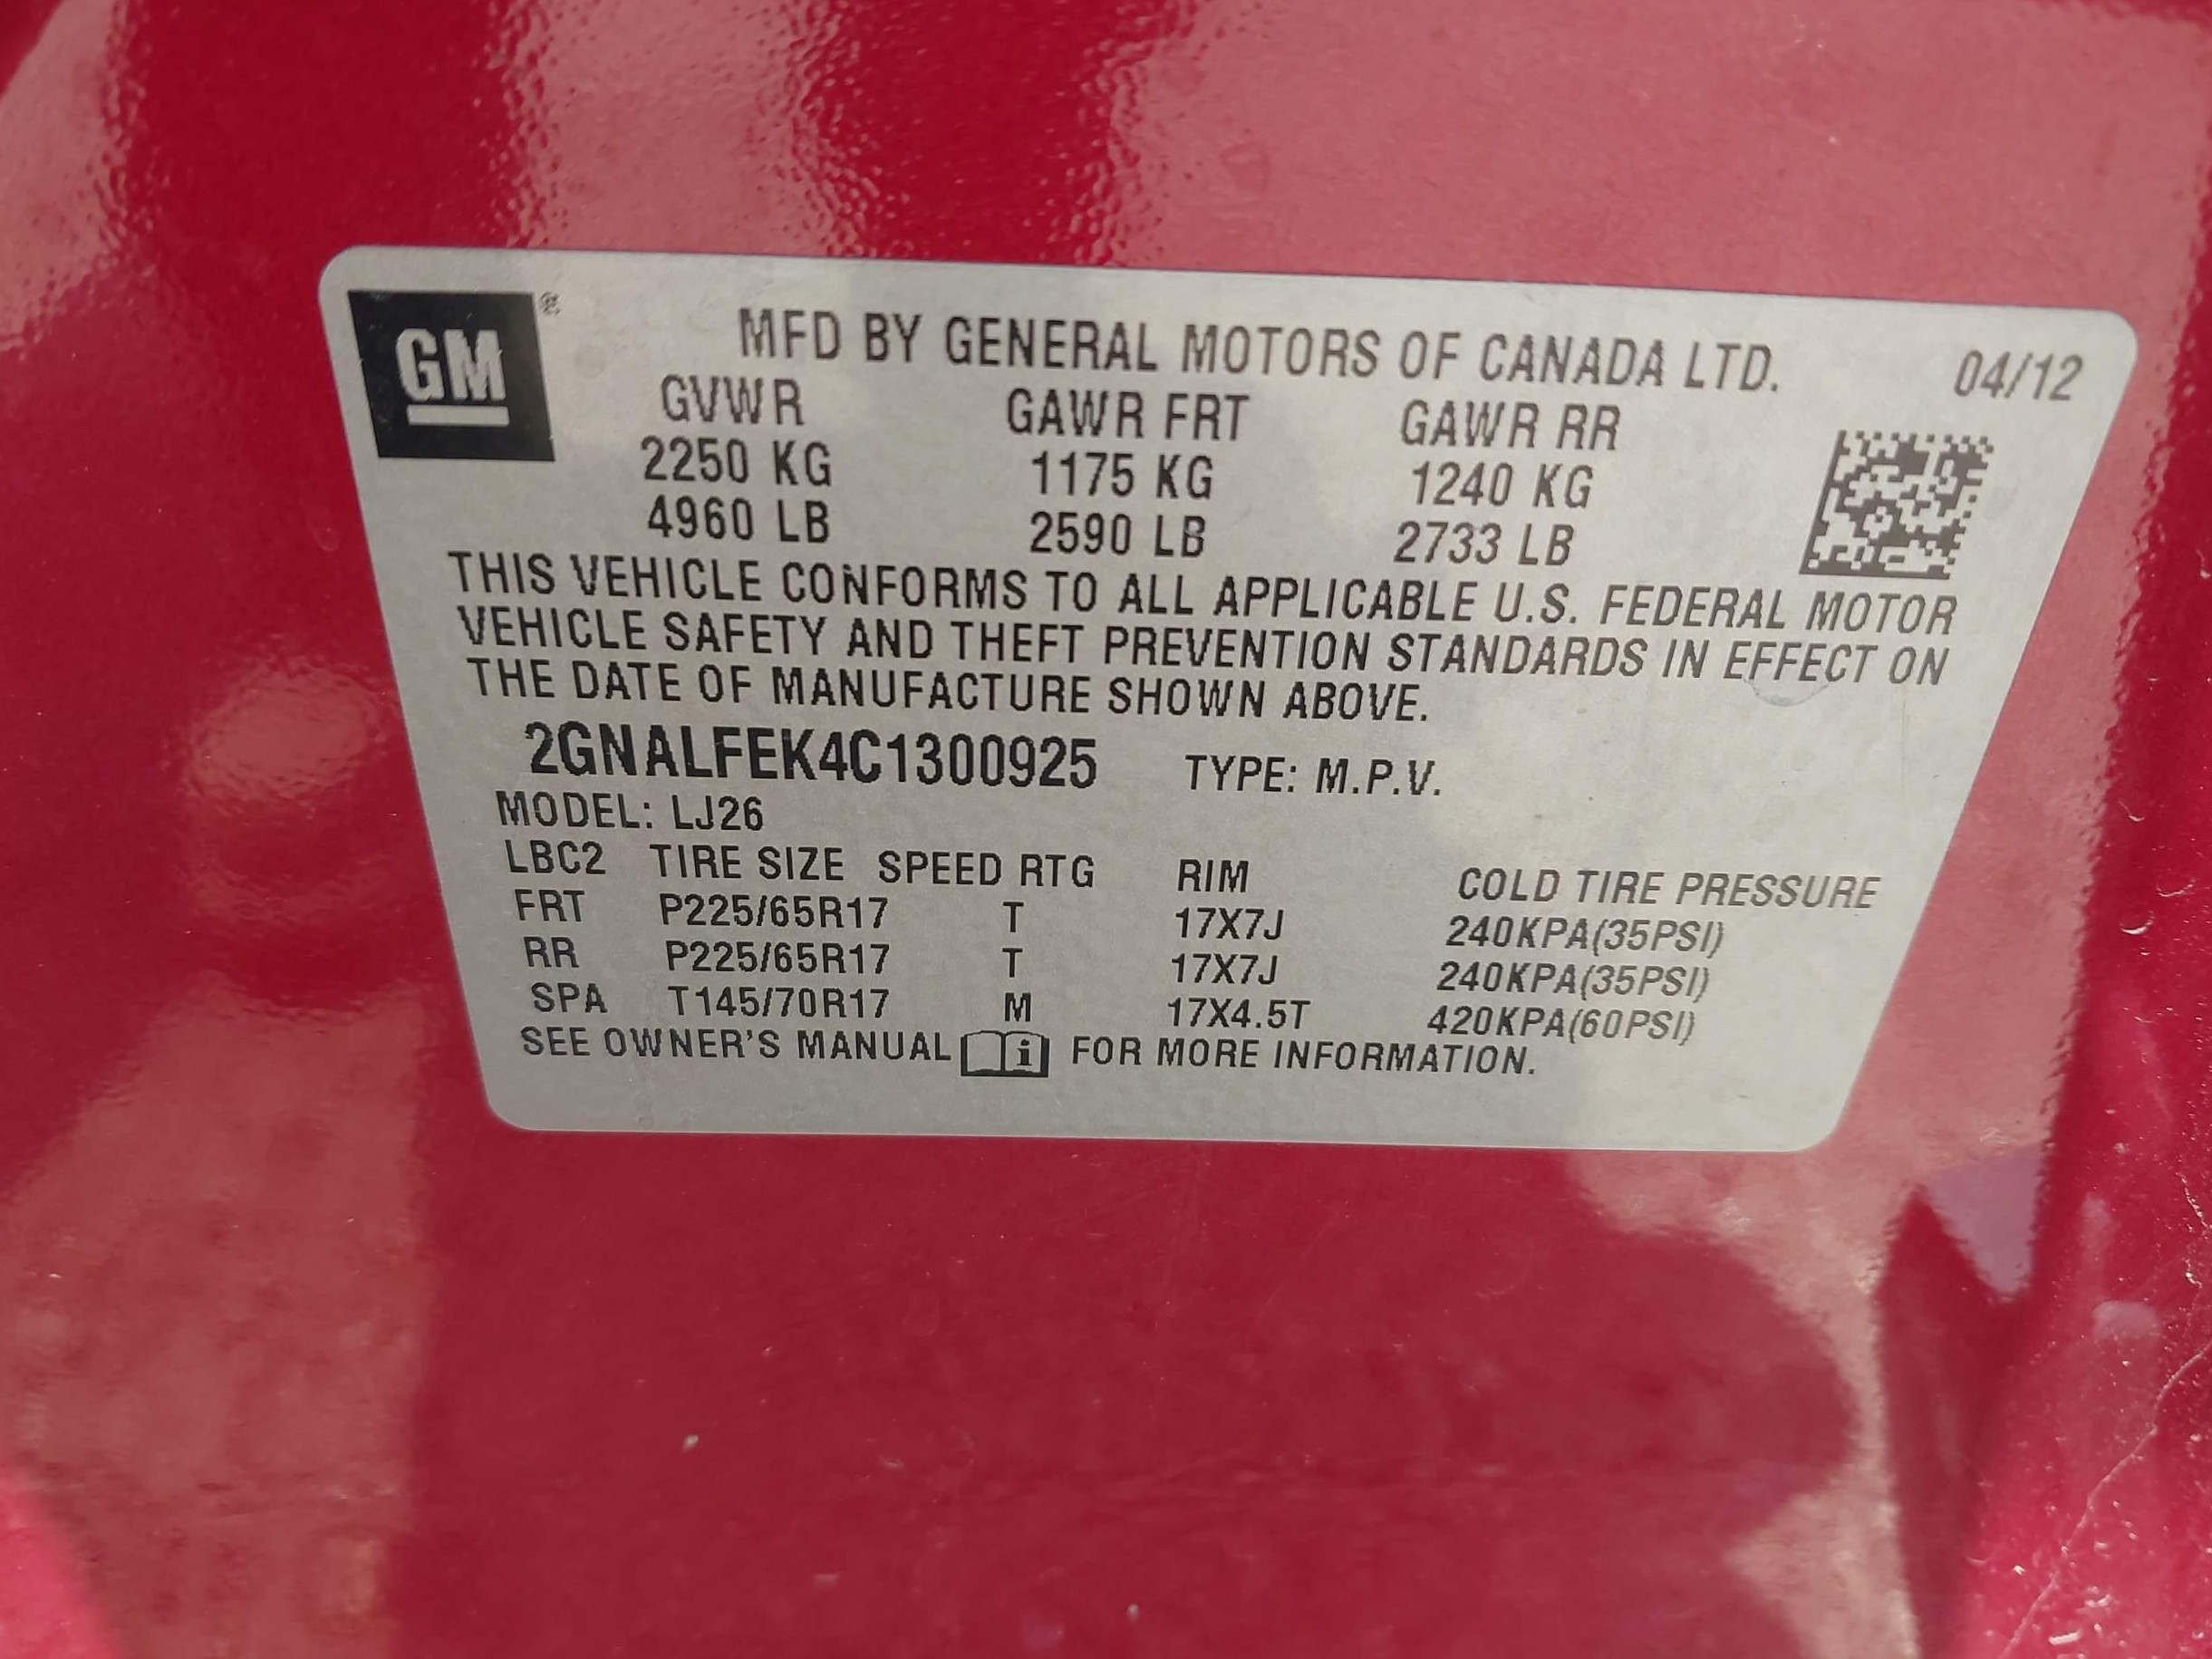 GM ®
MFD BY GENERAL MOTORS OF CANADA LTD. 04/12
GVWR GAWR FRT GAWR RR
2250 KG 1175 KG 1240 KG
4960 LB 2590 LB 2733 LB
THIS VEHICLE CONFORMS TO ALL APPLICABLE U.S. FEDERAL MOTOR
VEHICLE SAFETY AND THEFT PREVENTION STANDARDS IN EFFECT ON
THE DATE OF MANUFACTURE SHOWN ABOVE.
2GNALFEK4C1300925 TYPE: M.P.V.
MODEL: LJ26
LBC2 TIRE SIZE SPEED RTG RIM COLD TIRE PRESSURE
FRT P225/65R17 T 17X7J 240KPA(35PSI)
RR P225/65R17 T 17X7J 240KPA(35PSI)
SPA T145/70R17 M 17X4.5T 420KPA(60PSI)
SEE OWNER'S MANUAL i FOR MORE INFORMATION.